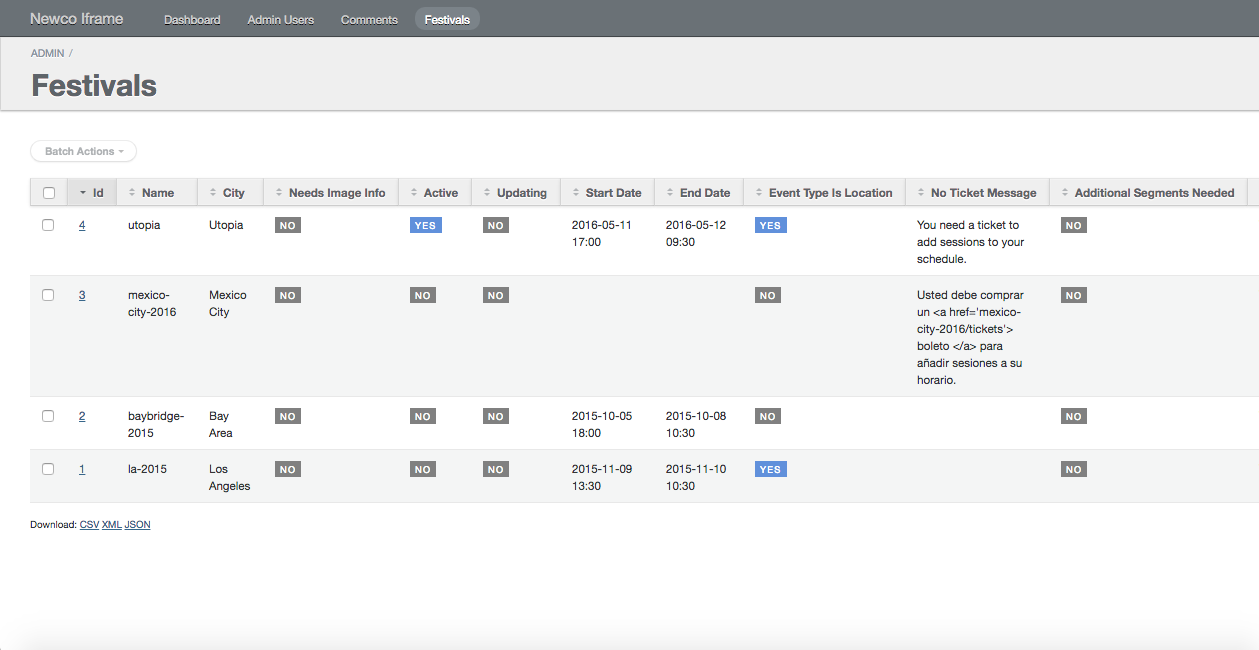 Newco Iframe Dashboard Admin Users Comments Festivals
ADMIN /
Festivals
Batch Actions
Id Name City Needs Image Info Active Updating Start Date End Date Event Type Is Location No Ticket Message Additional Segments Needed
4 utopia Utopia NO YES NO 2016-05-11 2016-05-12 YES You need a ticket to NO
17:00 09:30 add sessions to your
schedule.
3 mexico- Mexico NO NO NO NO Usted debe comprar NO
city-2016 City un <a href='mexico-
city-2016/tickets'>
boleto </a> para
añadir sesiones a su
horario.
2 baybridge- Bay NO NO NO 2015-10-05 2015-10-08 NO NO
2015 Area 18:00 10:30
1 la-2015 Los NO NO NO 2015-11-09 2015-11-10 YES NO
Angeles 13:30 10:30
Download: CSV XML JSON